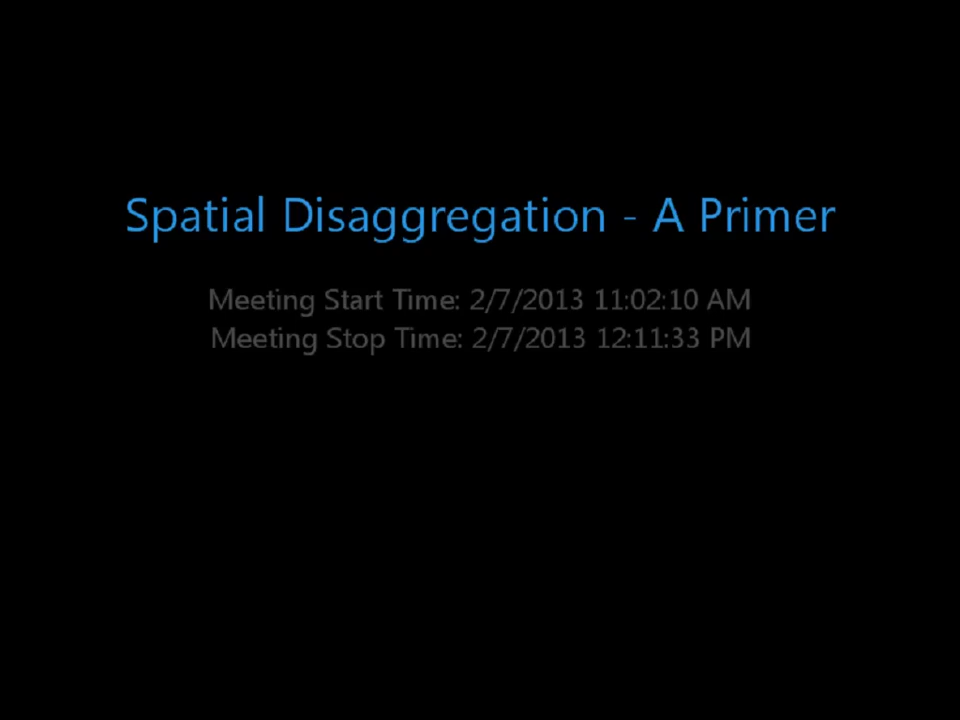 Spatial Disaggregation - A Primer
Meeting Start Time: 2/7/2013 11:02:10 AM
Meeting Stop Time: 2/7/2013 12:11:33 PM